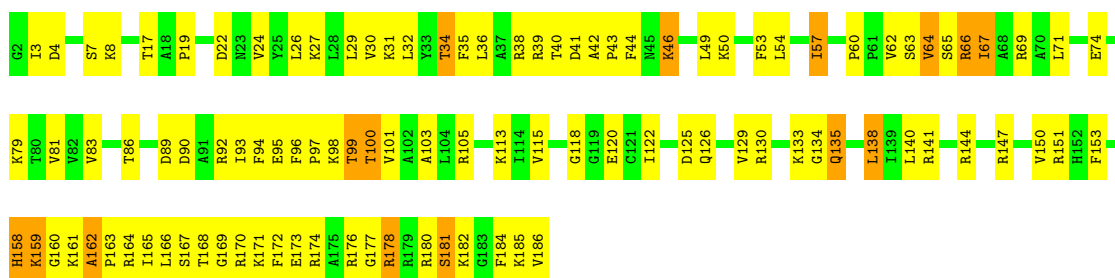 G2 I3 D4 S7 K8 T17 A18 P19 D22 N23 V24 Y25 L26 K27 L28 L29 V30 K31 L32 Y33 T34 F35 L36 A37 R38 R39 T40 D41 A42 P43 F44 N45 K46 L49 K50 F53 L54 I57 P60 P61 V62 S63 V64 S65 R66 I67 A68 R69 A70 L71 E74
K79 T80 V81 V82 V83 T86 D89 D90 A91 R92 I93 F94 E95 F96 P97 K98 T99 T100 V101 A102 A103 L104 R105 K113 I114 V115 G118 G119 E120 C121 I122 D125 Q126 V129 R130 K133 G134 Q135 L138 I139 L140 R141 R144 R147 V150 R151 H152 F153
H158 K159 G160 K161 A162 P163 R164 I165 L166 S167 T168 G169 R170 K171 F172 E173 R174 A175 R176 G177 R178 R179 R180 S181 K182 G183 F184 K185 V186